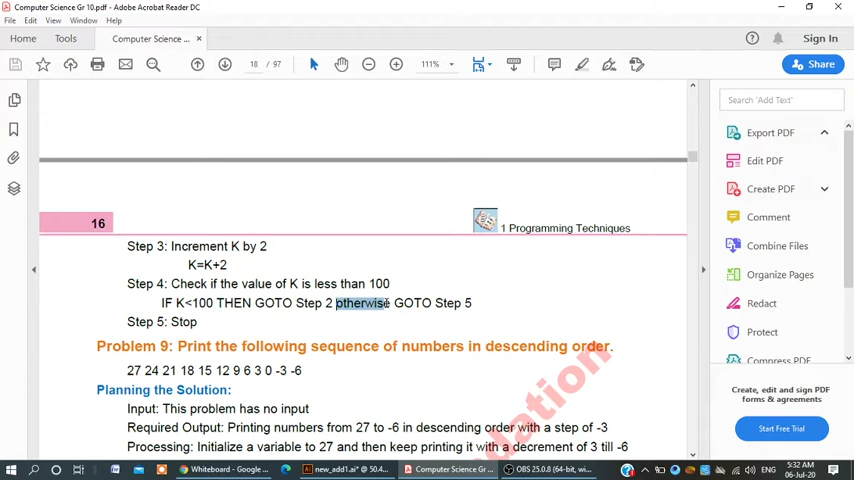 Computer Science Gr 10.pdf - Adobe Acrobat Reader DC
File Edit View Window Help
Home Tools Computer Science ... × Sign In
18 / 97 111% Share
Search 'Add Text'
Export PDF
Edit PDF
Create PDF
Comment
Combine Files
Organize Pages
Redact
Protect
Compress PDF
Create, edit and sign PDF
forms & agreements
Start Free Trial
16 1 Programming Techniques
Step 3: Increment K by 2
K=K+2
Step 4: Check if the value of K is less than 100
IF K<100 THEN GOTO Step 2 otherwise GOTO Step 5
Step 5: Stop
Problem 9: Print the following sequence of numbers in descending order.
27 24 21 18 15 12 9 6 3 0 -3 -6
Planning the Solution:
Input: This problem has no input
Required Output: Printing numbers from 27 to -6 in descending order with a step of -3
Processing: Initialize a variable to 27 and then keep printing it with a decrement of 3 till -6
dation
Whiteboard - Google ... new_add1.ai* @ 50.4... Computer Science Gr... OBS 25.0.8 (64-bit, wi... ENG 5:32 AM
06-Jul-20